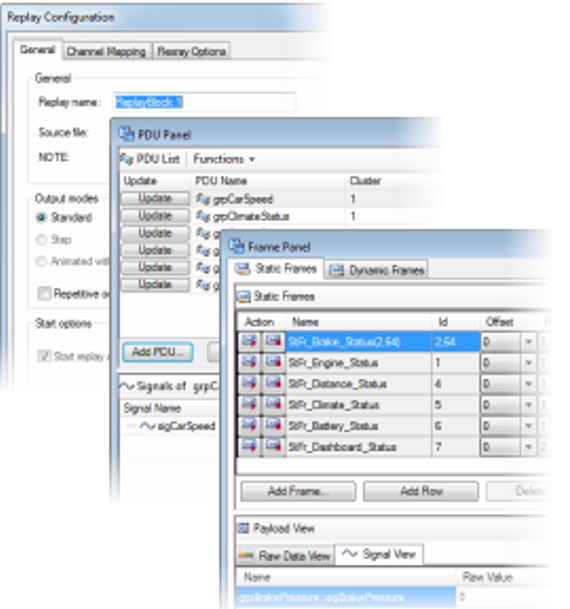 Replay Configuration
General Channel Mapping Replay Options
General
Replay name: ReplayBlock 1
Source file:
NOTE:
Output modes
Standard
Step
Animated
Repetitive
Start options
Start replay
PDU Panel
PDU List Functions
Update PDU Name Cluster
Update grpCarSpeed 1
Update grpClimateStatus 1
Update
Update
Update
Update
Add PDU...
Signals of grpC
Signal Name
sigCarSpeed
Frame Panel
Static Frames Dynamic Frames
Static Frames
Action Name Id Offset
StFr_Brake_Status(2,64) 2,64 0
StFr_Engine_Status 1 0
StFr_Distance_Status 4 0
StFr_Climate_Status 5 0
StFr_Battery_Status 6 0
StFr_Dashboard_Status 7 0
Add Frame... Add Row Delete
Payload View
Raw Data View Signal View
Name Raw Value
grpBrakePressure::sigBrakePressure 0